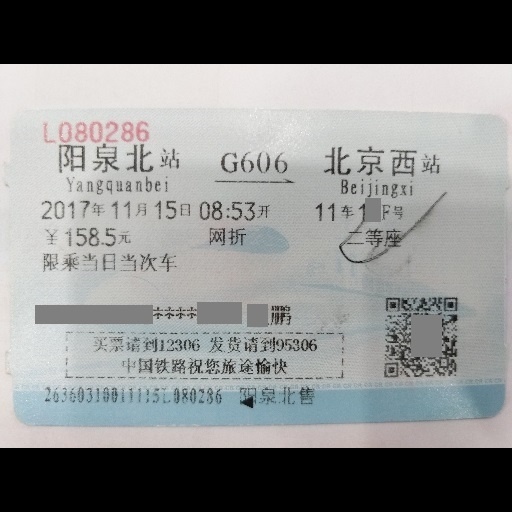 L080286
阳泉北站 G606 北京西站
Yangquanbei Beijingxi
2017年11月15日08:53开 11车1 F号
￥158.5元 网折 二等座
限乘当日当次车
**** 鹏
买票请到12306 发货请到95306
中国铁路祝您旅途愉快
26360310011115L080286 阳泉北售